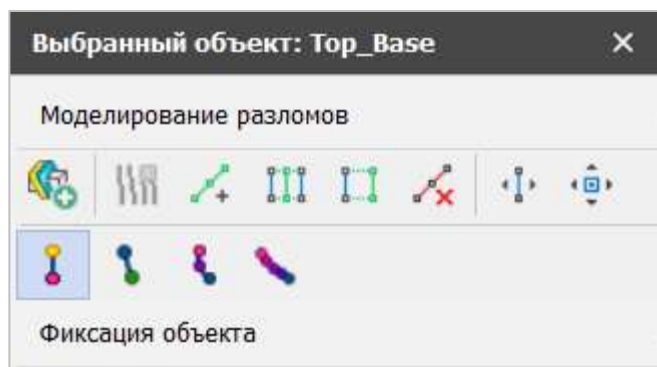 Выбранный объект: Top_Base
Моделирование разломов
Фиксация объекта